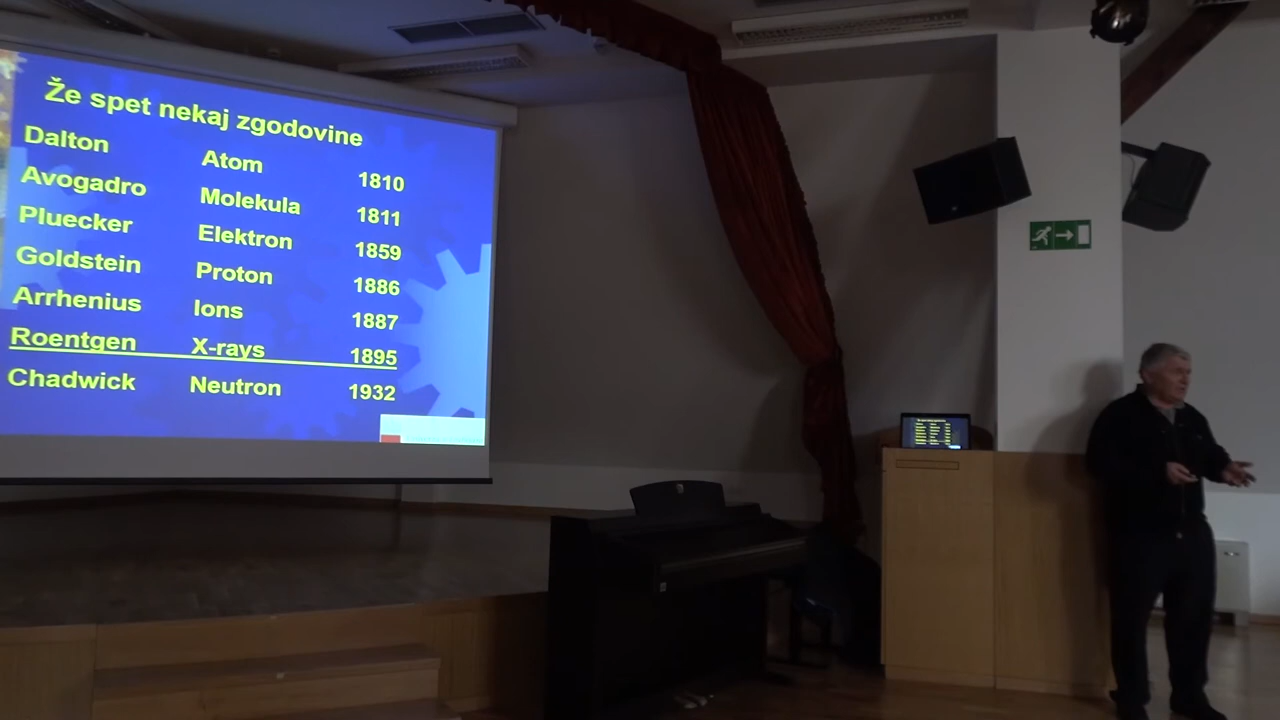 Že spet nekaj zgodovine
Dalton Atom 1810
Avogadro Molekula 1811
Pluecker Elektron 1859
Goldstein Proton 1886
Arrhenius Ions 1887
Roentgen X-rays 1895
Chadwick Neutron 1932